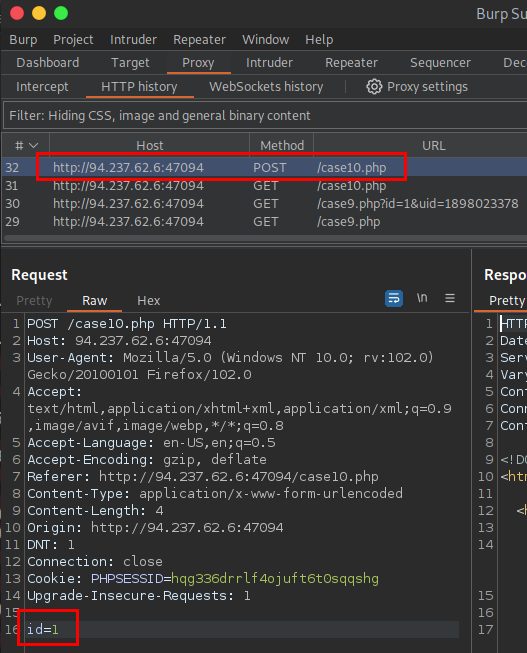 Burp Su
Burp Project Intruder Repeater Window Help
Dashboard Target Proxy Intruder Repeater Sequencer Deco
Intercept HTTP history WebSockets history Proxy settings
Filter: Hiding CSS, image and general binary content
# Host Method URL
32 http://94.237.62.6:47094 POST /case10.php
31 http://94.237.62.6:47094 GET /case10.php
30 http://94.237.62.6:47094 GET /case9.php?id=1&uid=1898023378
29 http://94.237.62.6:47094 GET /case9.php
Request Respo
Pretty Raw Hex \n Pretty
1 POST /case10.php HTTP/1.1 1 HTTP
2 Host: 94.237.62.6:47094 2 Date
3 User-Agent: Mozilla/5.0 (Windows NT 10.0; rv:102.0) 3 Serv
Gecko/20100101 Firefox/102.0 4 Vary
4 Accept: 5 Cont
text/html,application/xhtml+xml,application/xml;q=0.9 6 Conn
,image/avif,image/webp,*/*;q=0.8 7 Cont
5 Accept-Language: en-US,en;q=0.5 8
6 Accept-Encoding: gzip, deflate 9 <!DO
7 Referer: http://94.237.62.6:47094/case10.php 10 <htm
8 Content-Type: application/x-www-form-urlencoded 11
9 Content-Length: 4 12 <h
10 Origin: http://94.237.62.6:47094 13
11 DNT: 1 14
12 Connection: close
13 Cookie: PHPSESSID=hqg336drrlf4ojuft6t0sqqshg
14 Upgrade-Insecure-Requests: 1 15
15 16
16 id=1 17